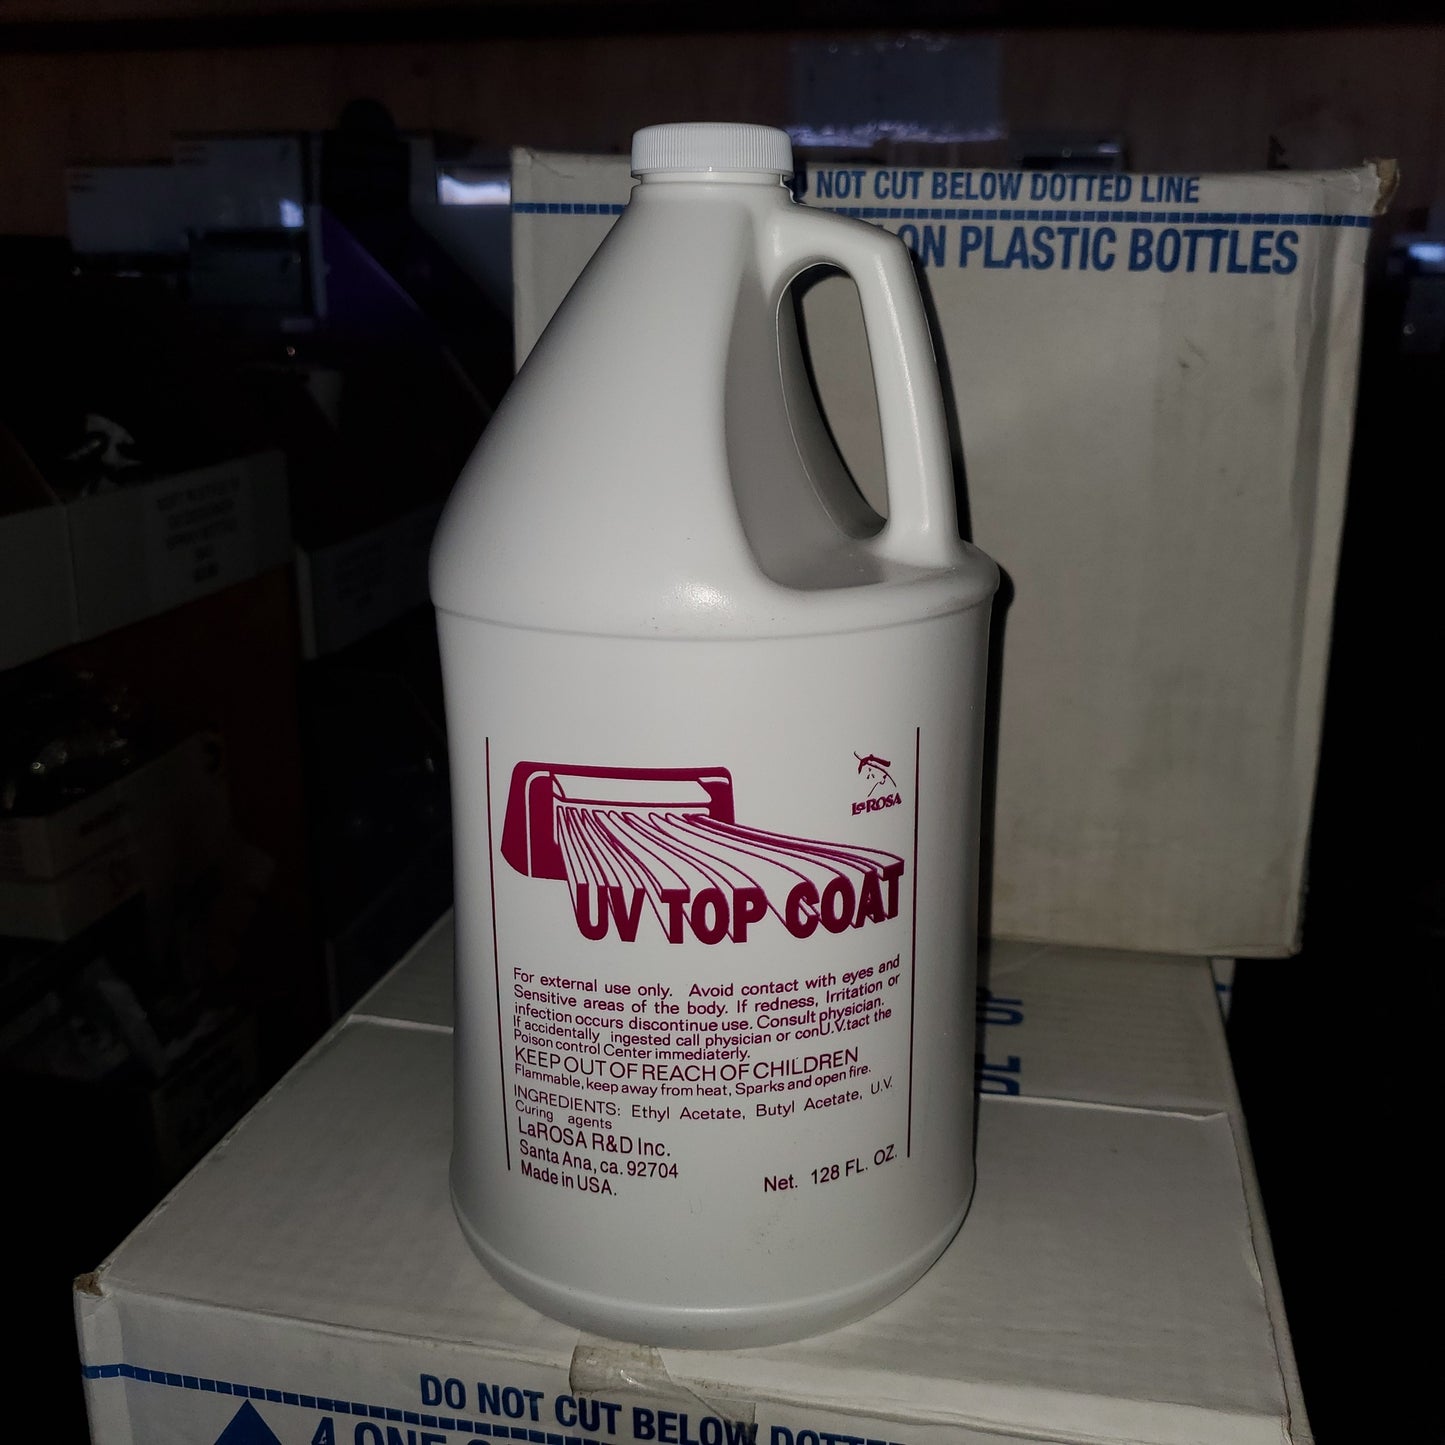 NOT CUT BELOW DOTTED LINE
ON PLASTIC BOTTLES
LaROSA
UV TOP COAT
For external use only. Avoid contact with eyes and
Sensitive areas of the body. If redness, Irritation or
infection occurs discontinue use. Consult physician.
If accidentally ingested call physician or conU.V.tact the
Poison control Center immediaterly.
KEEP OUT OF REACH OF CHILDREN
Flammable, keep away from heat, Sparks and open fire.
INGREDIENTS: Ethyl Acetate, Butyl Acetate, U.V.
Curing agents
LaROSA R&D Inc.
Santa Ana, ca. 92704
Made in USA.
Net. 128 FL. OZ.
DO NOT CUT BELOW DOTTED
4 ONE